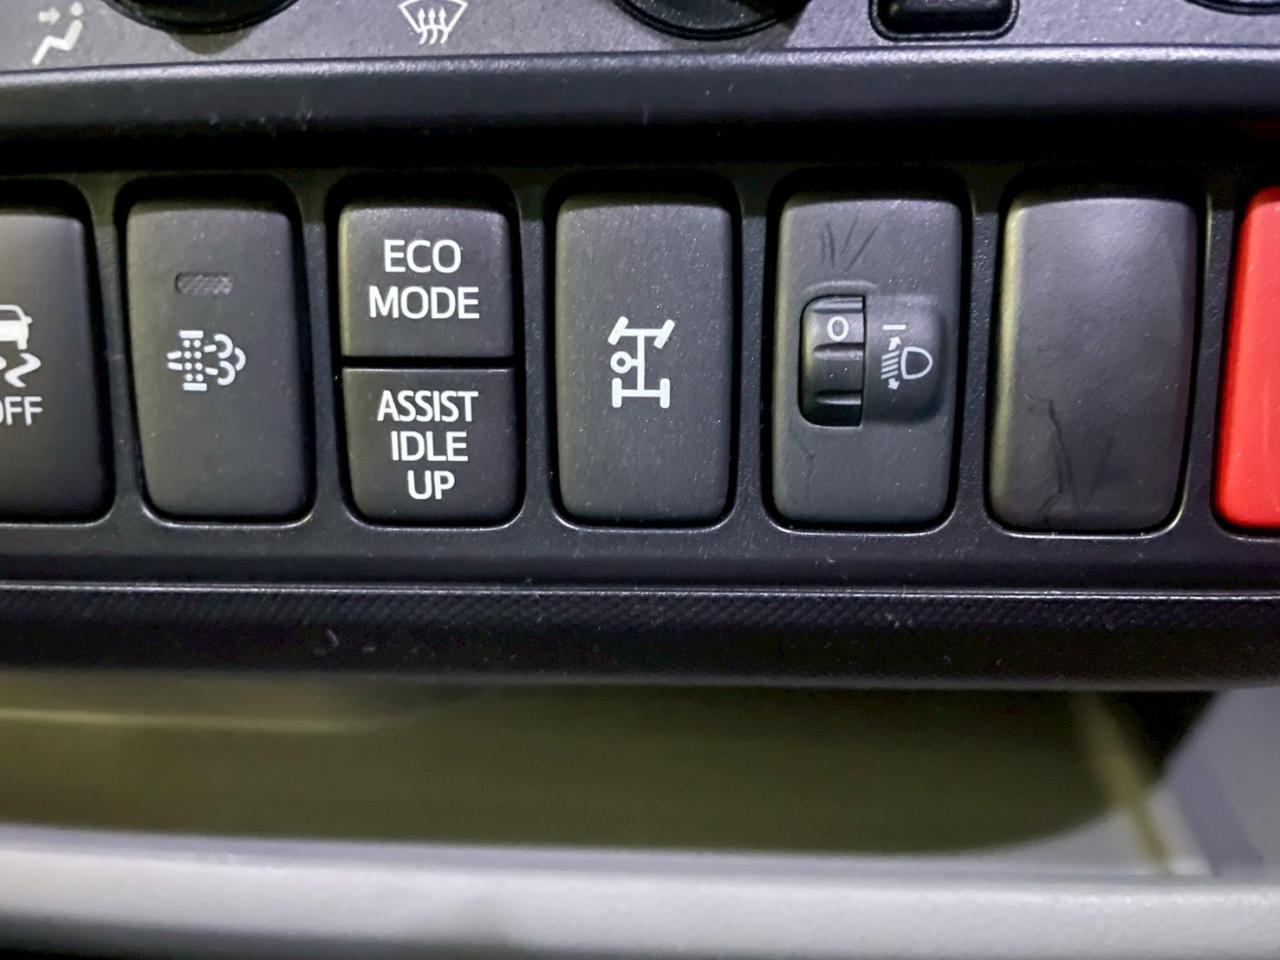 OFF
ECO
MODE
ASSIST
IDLE
UP
0